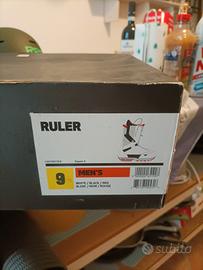 RULER
9
MEN'S
WHITE / BLACK / RED
BLANC / NOIR / ROUGE
subito